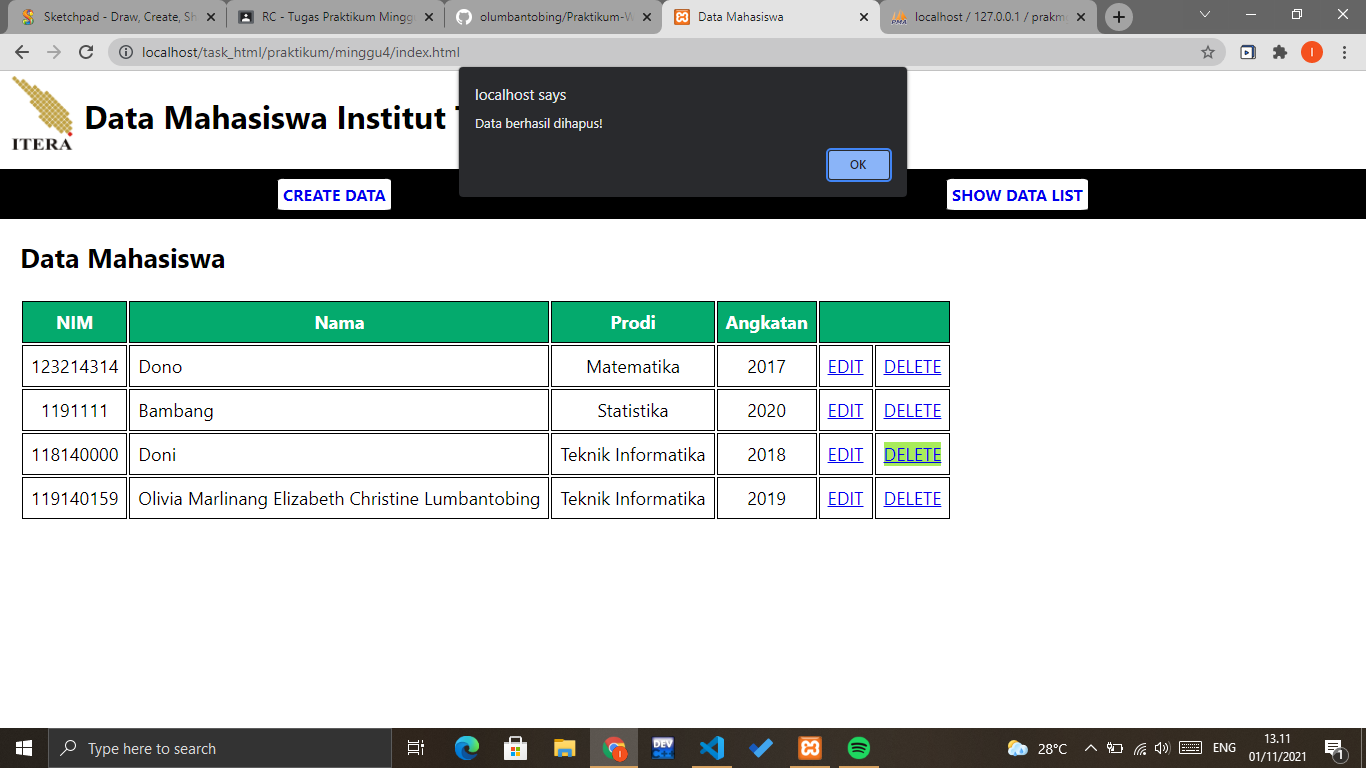 Sketchpad - Draw, Create, Sh
RC - Tugas Praktikum Mingg
olumbantobing/Praktikum-W
Data Mahasiswa
localhost / 127.0.0.1 / prakm
localhost/task_html/praktikum/minggu4/index.html
I
ITERA
Data Mahasiswa Institut
localhost says
Data berhasil dihapus!
OK
CREATE DATA
SHOW DATA LIST
Data Mahasiswa
NIM Nama Prodi Angkatan
123214314 Dono Matematika 2017 EDIT DELETE
1191111 Bambang Statistika 2020 EDIT DELETE
118140000 Doni Teknik Informatika 2018 EDIT DELETE
119140159 Olivia Marlinang Elizabeth Christine Lumbantobing Teknik Informatika 2019 EDIT DELETE
Type here to search
DEV
28°C
ENG
13.11
01/11/2021
1